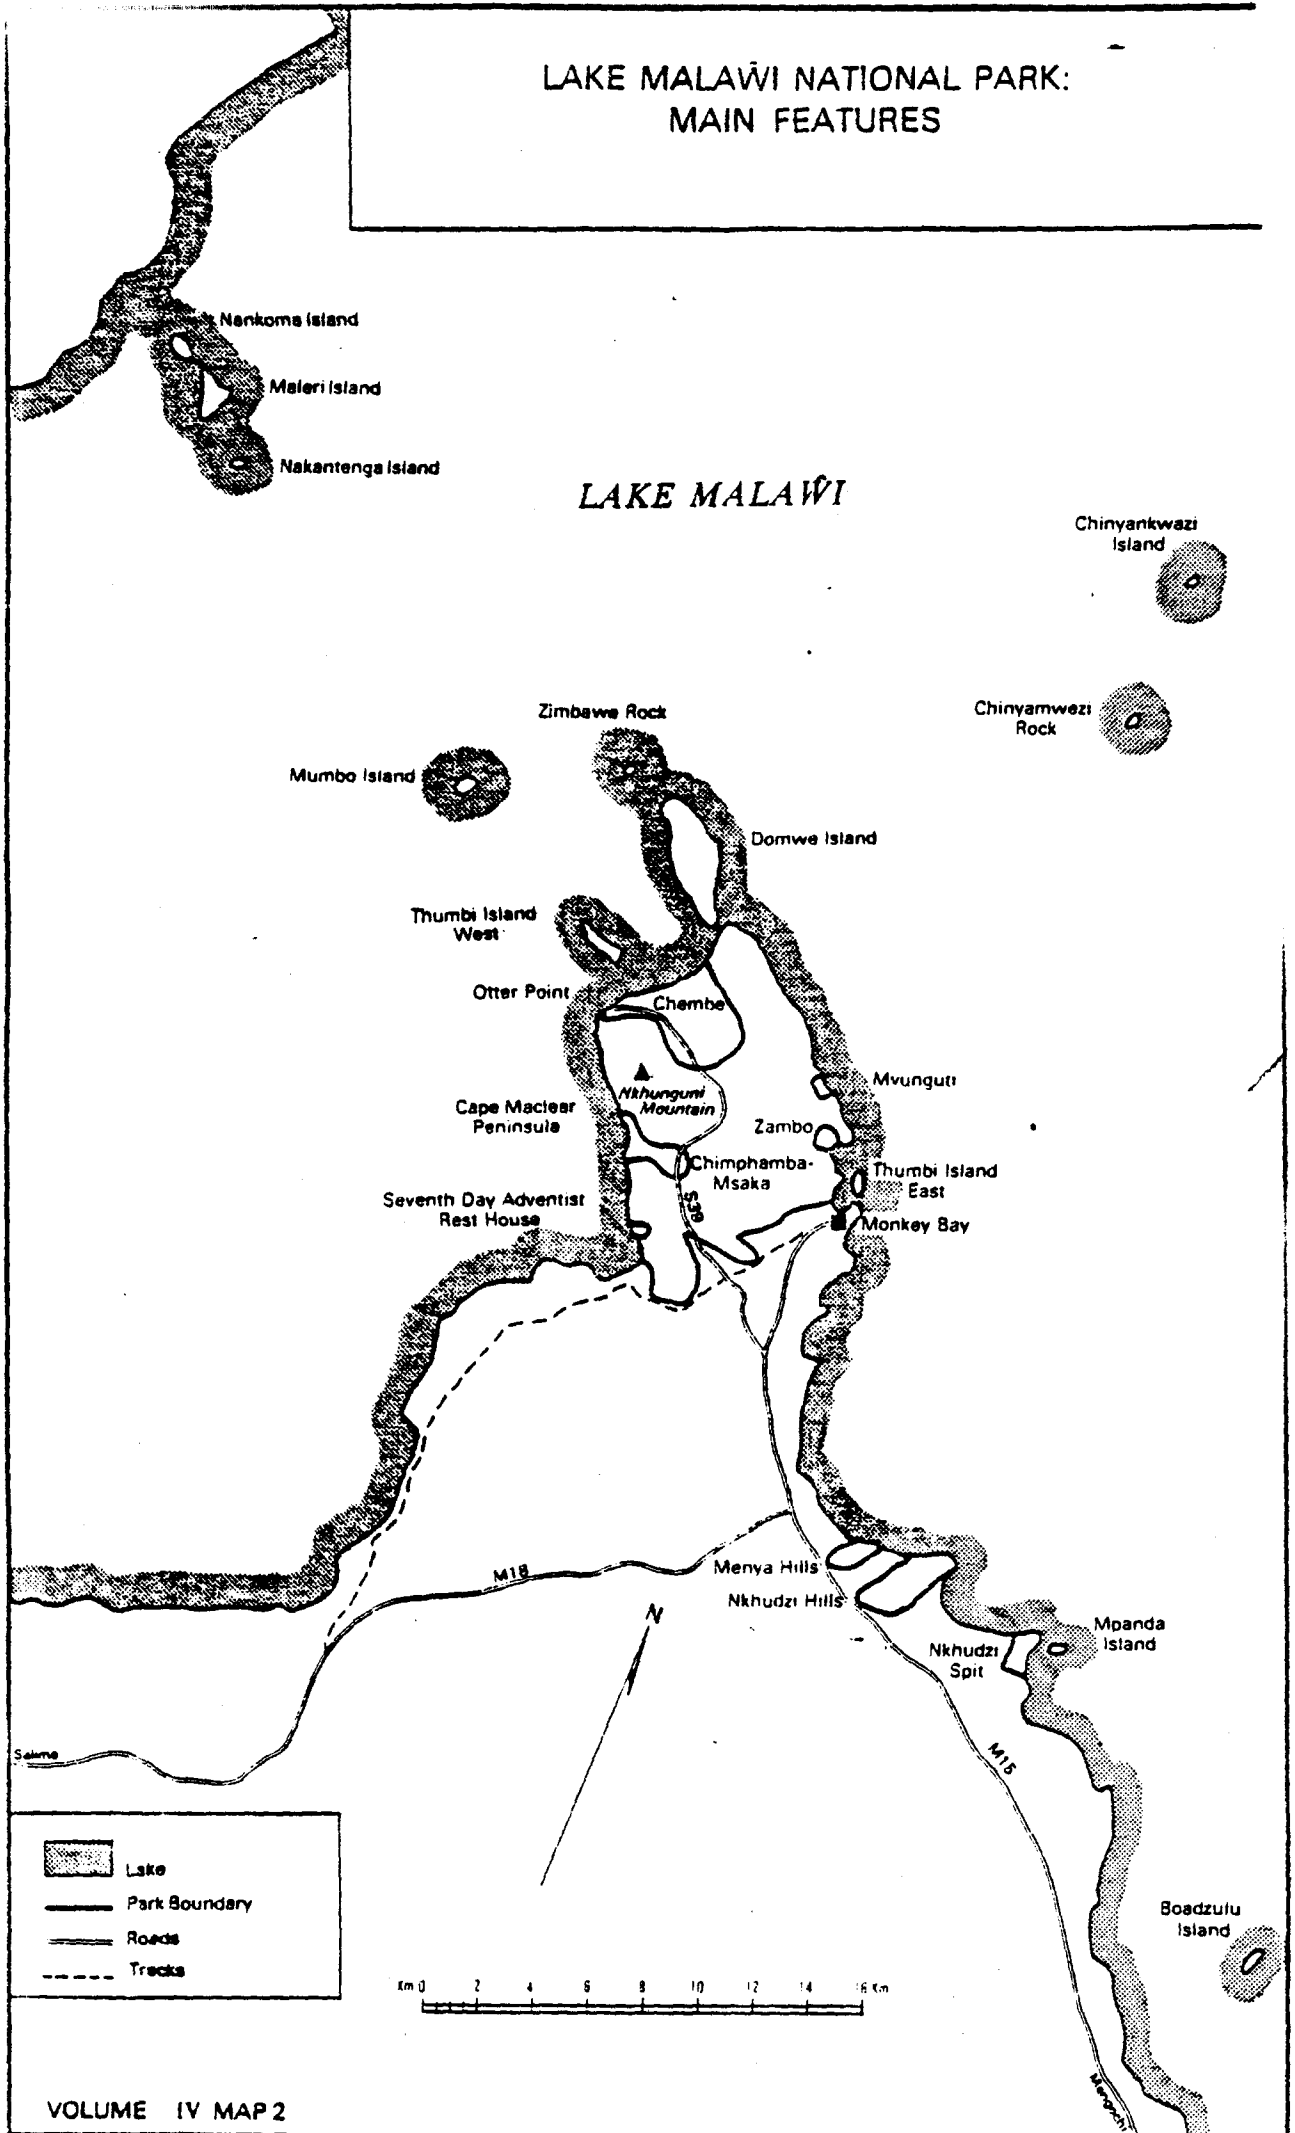 LAKE MALAŴI NATIONAL PARK:
MAIN FEATURES
Nankoma Island
Maleri Island
Nakantenga Island
LAKE MALAŴI
Chinyankwazi
Island
Zimbawe Rock
Chinyamwezi
Rock
Mumbo Island
Domwe Island
Thumbi Island
West
Otter Point
Chembe
Nkhunguni
Mountain
Mvunguti
Cape Maclear
Peninsula
Zambo
Chimphamba-
Msaka
Thumbi Island
East
Seventh Day Adventist
Rest House
S39
Monkey Bay
M18
Menya Hills
Nkhudzi Hills
N
Mpanda
Island
Nkhudzi
Spit
Salima
M15
Lake
Park Boundary
Roads
Tracks
Boadzulu
Island
Km 0 2 4 6 8 10 12 14 16 Km
Mangochi
VOLUME IV MAP 2